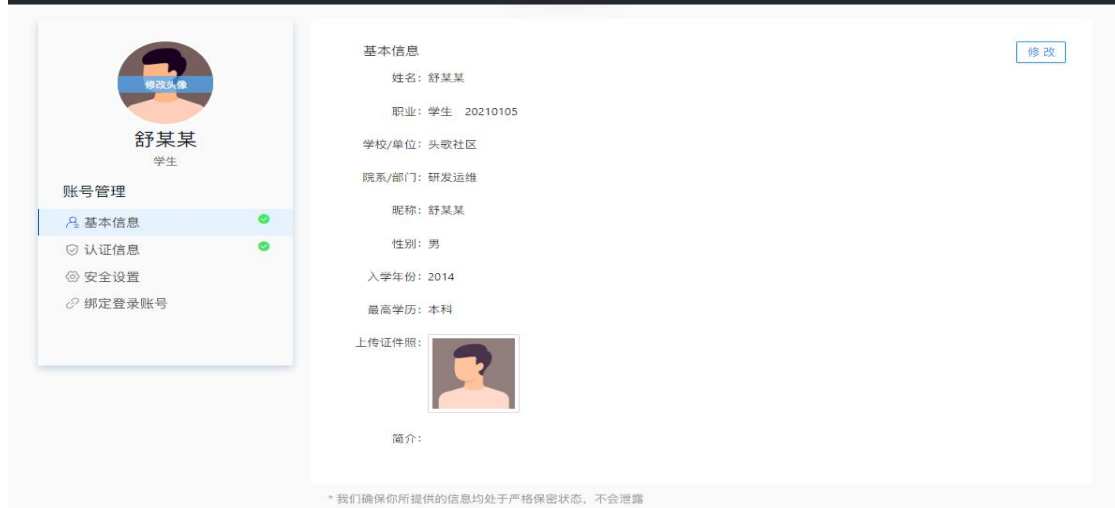 修改头像
舒某某
学生
账号管理
基本信息
认证信息
安全设置
绑定登录账号
基本信息
修 改
姓名: 舒某某
职业: 学生 20210105
学校/单位: 头歌社区
院系/部门: 研发运维
昵称: 舒某某
性别: 男
入学年份: 2014
最高学历: 本科
上传证件照:
简介:
* 我们确保你所提供的信息均处于严格保密状态，不会泄露